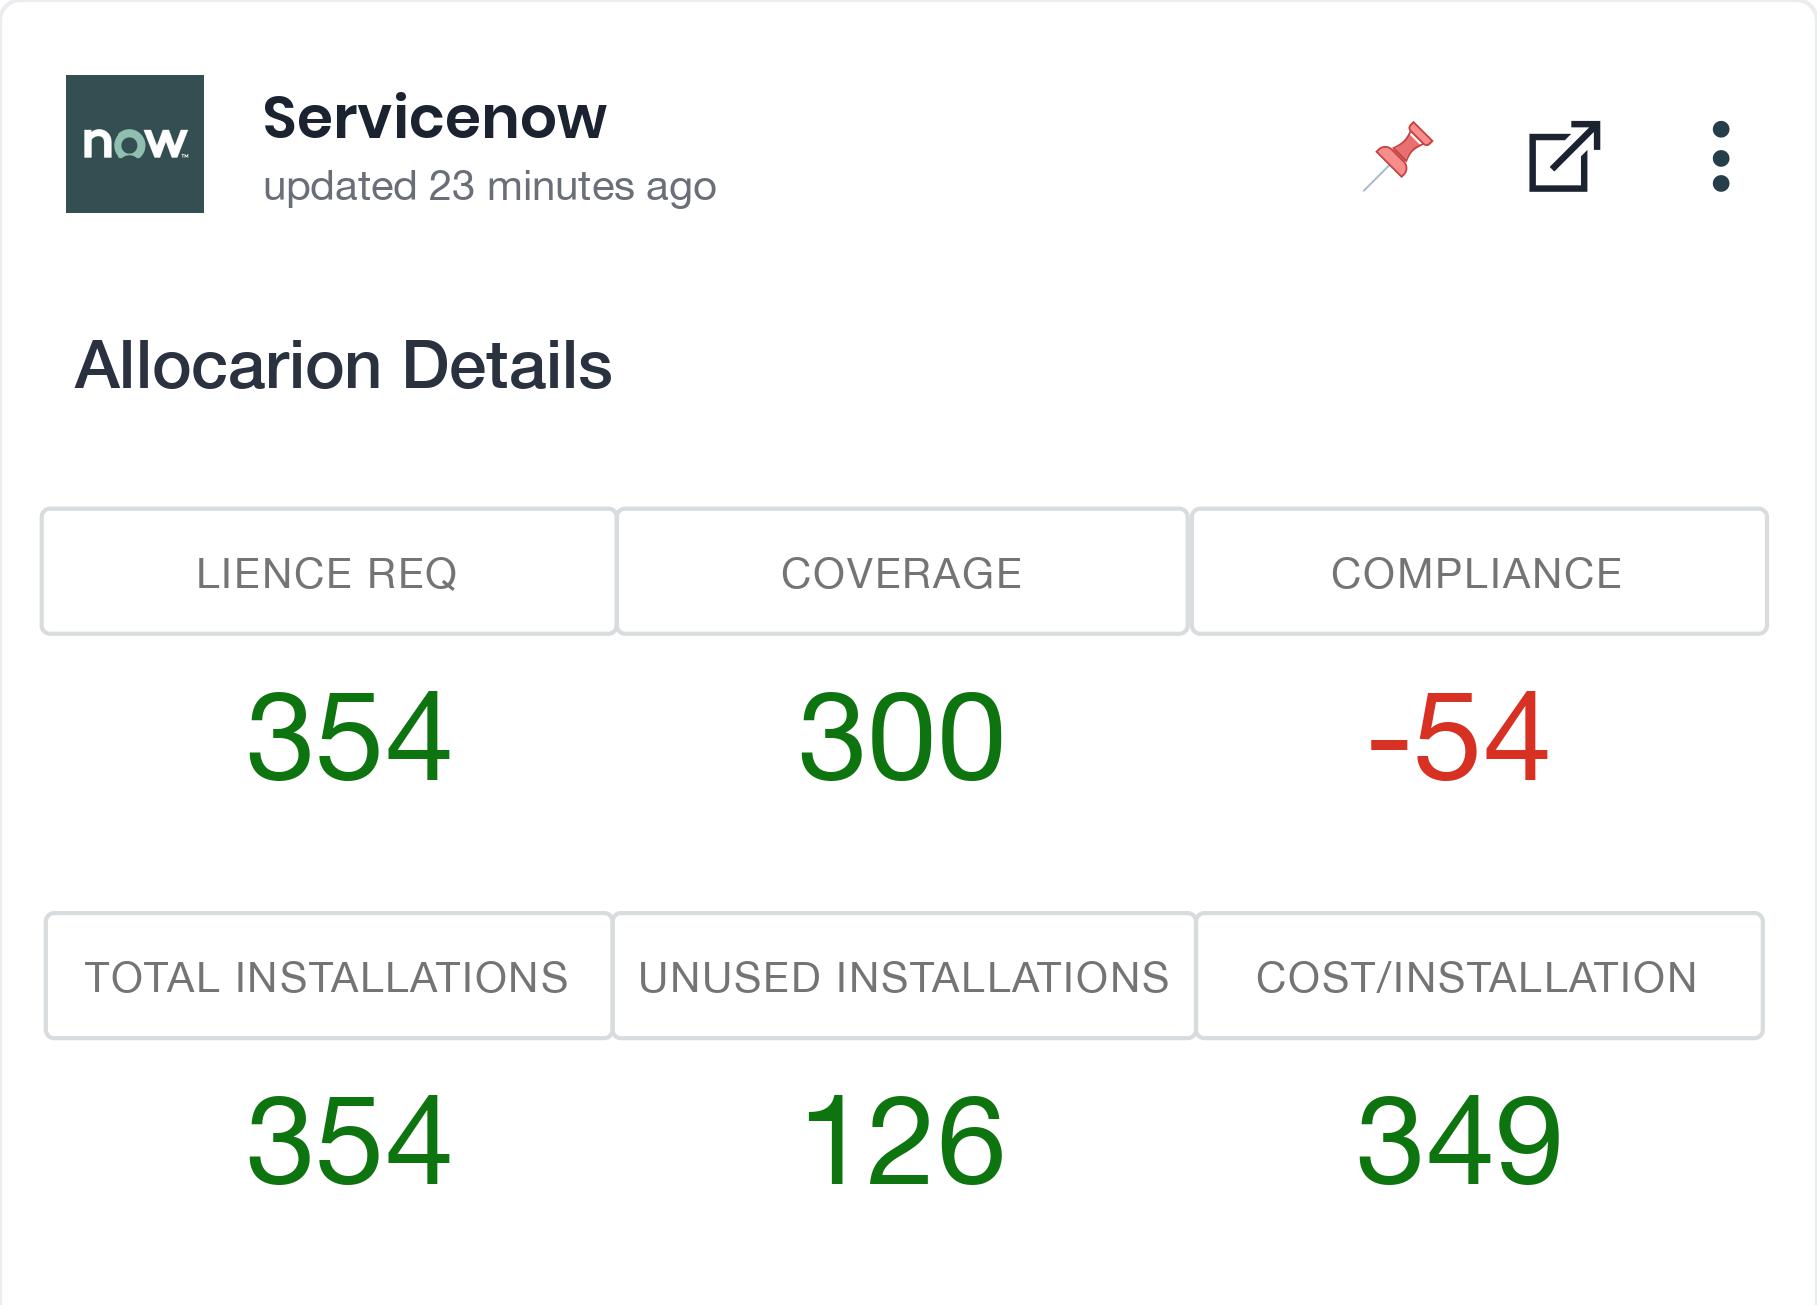 now™
Servicenow
updated 23 minutes ago
Allocarion Details
LIENCE REQ COVERAGE COMPLIANCE
354 300 -54
TOTAL INSTALLATIONS UNUSED INSTALLATIONS COST/INSTALLATION
354 126 349